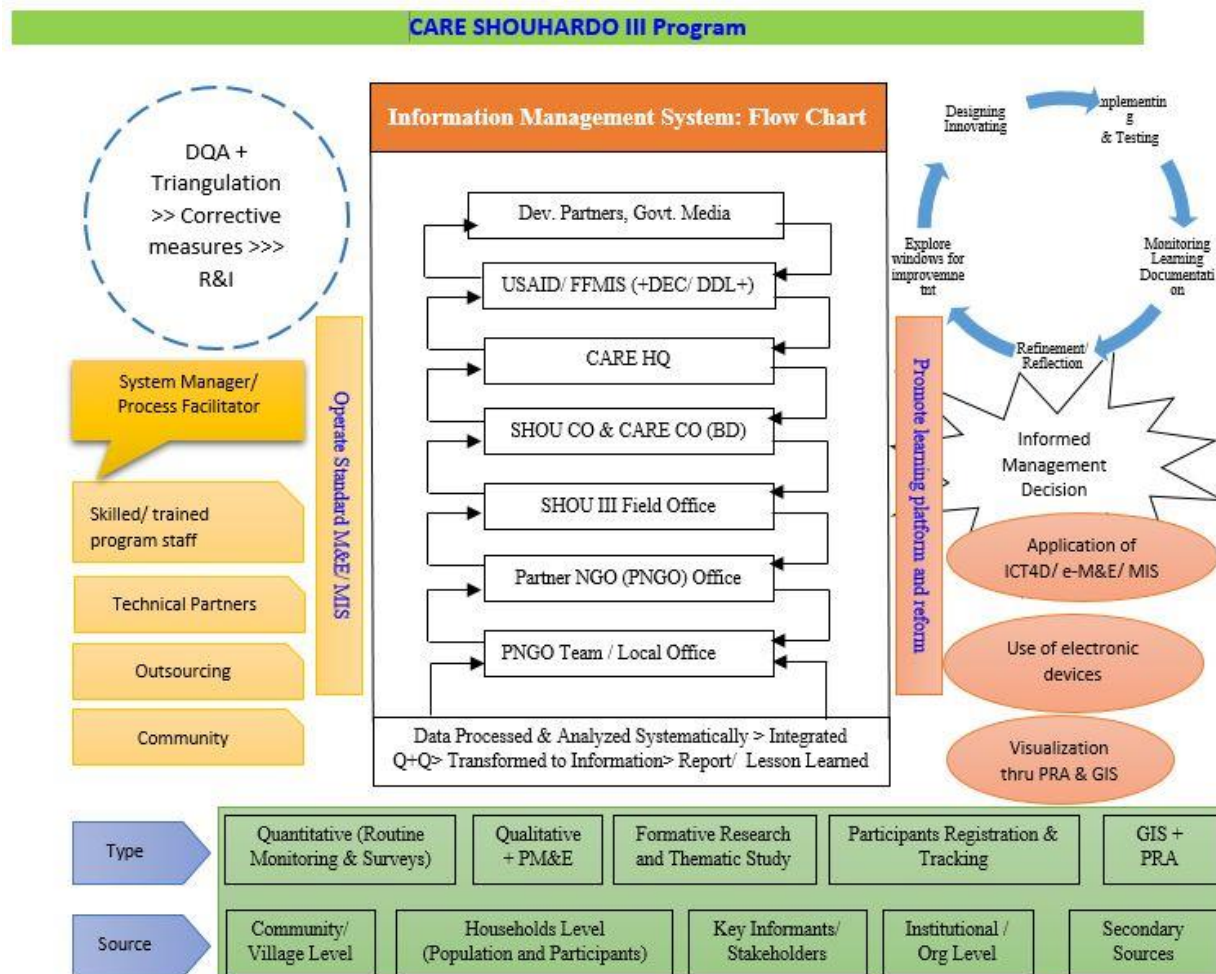 CARE SHOUHARDO III Program
DQA +
Triangulation
>> Corrective
measures >>>
R&I
System Manager/
Process Facilitator
Skilled/ trained
program staff
Technical Partners
Outsourcing
Community
Operate Standard M&E/ MIS
Information Management System: Flow Chart
Dev. Partners, Govt. Media
USAID/ FFMIS (+DEC/ DDL+)
CARE HQ
SHOU CO & CARE CO (BD)
SHOU III Field Office
Partner NGO (PNGO) Office
PNGO Team / Local Office
Data Processed & Analyzed Systematically > Integrated
Q+Q> Transformed to Information> Report/ Lesson Learned
Promote learning platform and reform
Designing
Innovating
mplementin
g
& Testing
Monitoring
Learning
Documentati
on
Refinement/
Reflection
Explore
windows for
improvemne
tnt
Informed
Management
Decision
Application of
ICT4D/ e-M&E/ MIS
Use of electronic
devices
Visualization
thru PRA & GIS
Type
Quantitative (Routine
Monitoring & Surveys)
Qualitative
+ PM&E
Formative Research
and Thematic Study
Participants Registration &
Tracking
GIS +
PRA
Source
Community/
Village Level
Households Level
(Population and Participants)
Key Informants/
Stakeholders
Institutional /
Org Level
Secondary
Sources